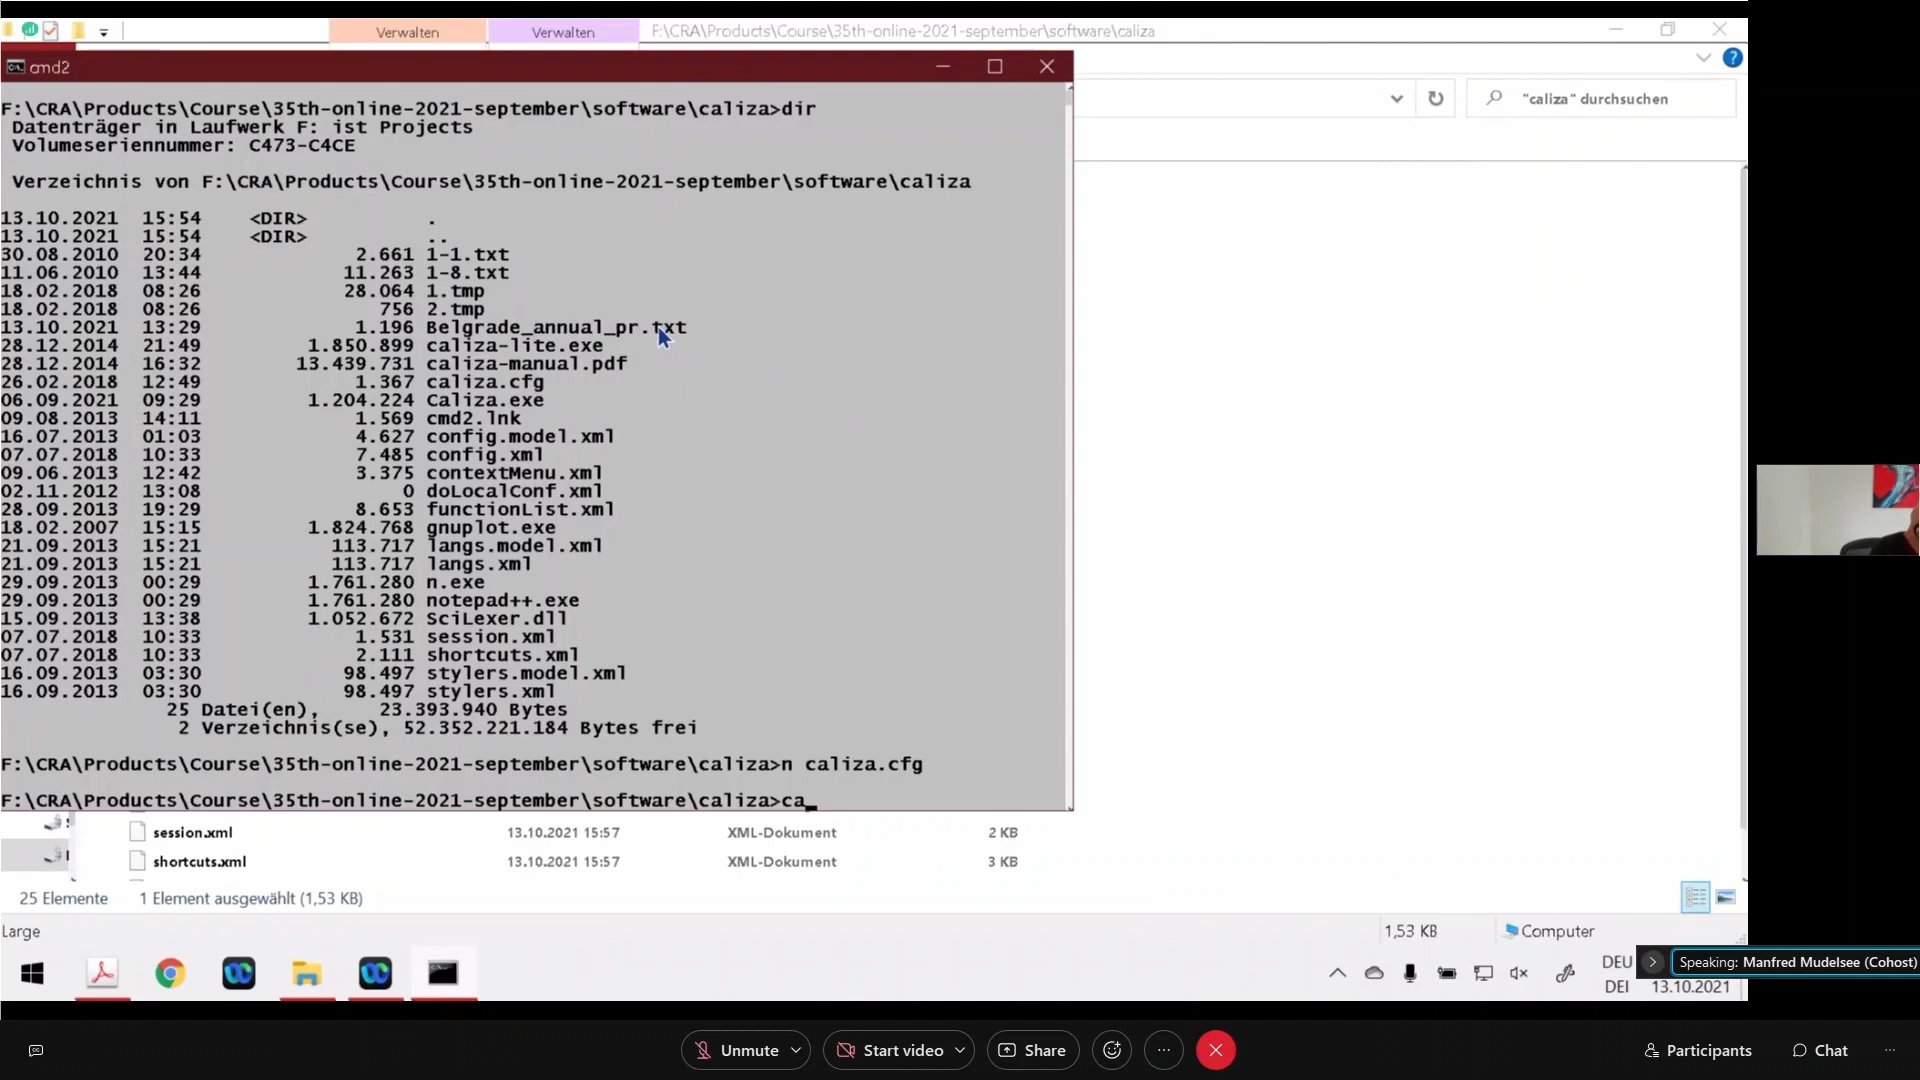 Verwalten
Verwalten
F:\CRA\Products\Course\35th-online-2021-september\software\caliza
cmd2
"caliza" durchsuchen
F:\CRA\Products\Course\35th-online-2021-september\software\caliza>dir
Datenträger in Laufwerk F: ist Projects
Volumeseriennummer: C473-C4CE
Verzeichnis von F:\CRA\Products\Course\35th-online-2021-september\software\caliza
13.10.2021 15:54 <DIR> .
13.10.2021 15:54 <DIR> ..
30.08.2010 20:34 2.661 1-1.txt
11.06.2010 13:44 11.263 1-8.txt
18.02.2018 08:26 28.064 1.tmp
18.02.2018 08:26 756 2.tmp
13.10.2021 13:29 1.196 Belgrade_annual_pr.txt
28.12.2014 21:49 1.850.899 caliza-lite.exe
28.12.2014 16:32 13.439.731 caliza-manual.pdf
26.02.2018 12:49 1.367 caliza.cfg
06.09.2021 09:29 1.204.224 Caliza.exe
09.08.2013 14:11 1.569 cmd2.lnk
16.07.2013 01:03 4.627 config.model.xml
07.07.2018 10:33 7.485 config.xml
09.06.2013 12:42 3.375 contextMenu.xml
02.11.2012 13:08 0 doLocalConf.xml
28.09.2013 19:29 8.653 functionList.xml
18.02.2007 15:15 1.824.768 gnuplot.exe
21.09.2013 15:21 113.717 langs.model.xml
21.09.2013 15:21 113.717 langs.xml
29.09.2013 00:29 1.761.280 n.exe
29.09.2013 00:29 1.761.280 notepad++.exe
15.09.2013 13:38 1.052.672 SciLexer.dll
07.07.2018 10:33 1.531 session.xml
07.07.2018 10:33 2.111 shortcuts.xml
16.09.2013 03:30 98.497 stylers.model.xml
16.09.2013 03:30 98.497 stylers.xml
25 Datei(en), 23.393.940 Bytes
2 Verzeichnis(se), 52.352.221.184 Bytes frei
F:\CRA\Products\Course\35th-online-2021-september\software\caliza>n caliza.cfg
F:\CRA\Products\Course\35th-online-2021-september\software\caliza>ca_
session.xml 13.10.2021 15:57 XML-Dokument 2 KB
shortcuts.xml 13.10.2021 15:57 XML-Dokument 3 KB
25 Elemente 1 Element ausgewählt (1,53 KB)
Large 1,53 KB Computer
DEU
DEI 13.10.2021
Speaking: Manfred Mudelsee (Cohost)
Unmute Start video Share Participants Chat